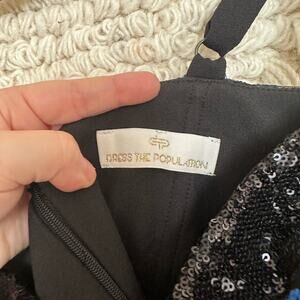 DRESS THE POPULATION